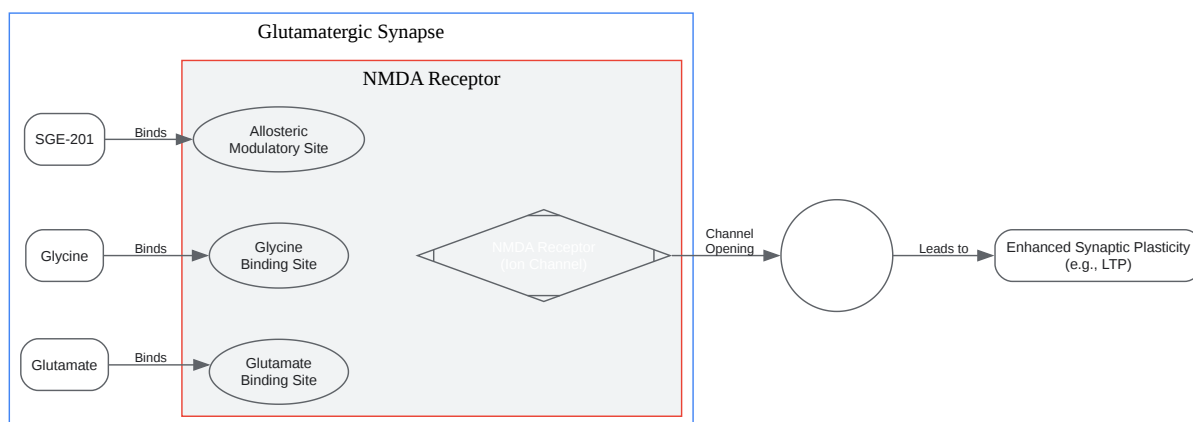 Glutamatergic Synapse
NMDA Receptor
SGE-201
Binds
Allosteric
Modulatory Site
Glycine
Binds
Glycine
Binding Site
NMDA Receptor
(Ion Channel)
Channel
Opening
Leads to
Enhanced Synaptic Plasticity
(e.g., LTP)
Glutamate
Binds
Glutamate
Binding Site